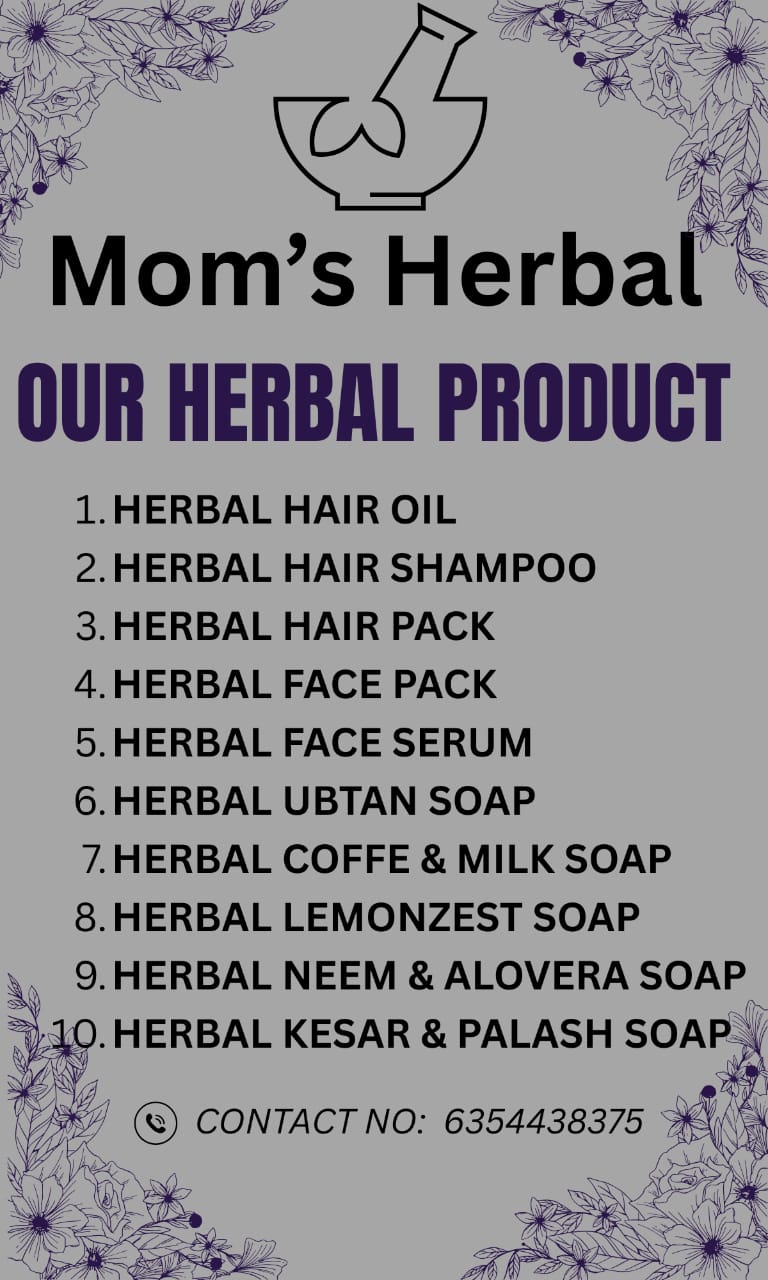 Mom's Herbal
OUR HERBAL PRODUCT
1. HERBAL HAIR OIL
2. HERBAL HAIR SHAMPOO
3. HERBAL HAIR PACK
4. HERBAL FACE PACK
5. HERBAL FACE SERUM
6. HERBAL UBTAN SOAP
7. HERBAL COFFE & MILK SOAP
8. HERBAL LEMONZEST SOAP
9. HERBAL NEEM & ALOVERA SOAP
10. HERBAL KESAR & PALASH SOAP
CONTACT NO: 6354438375